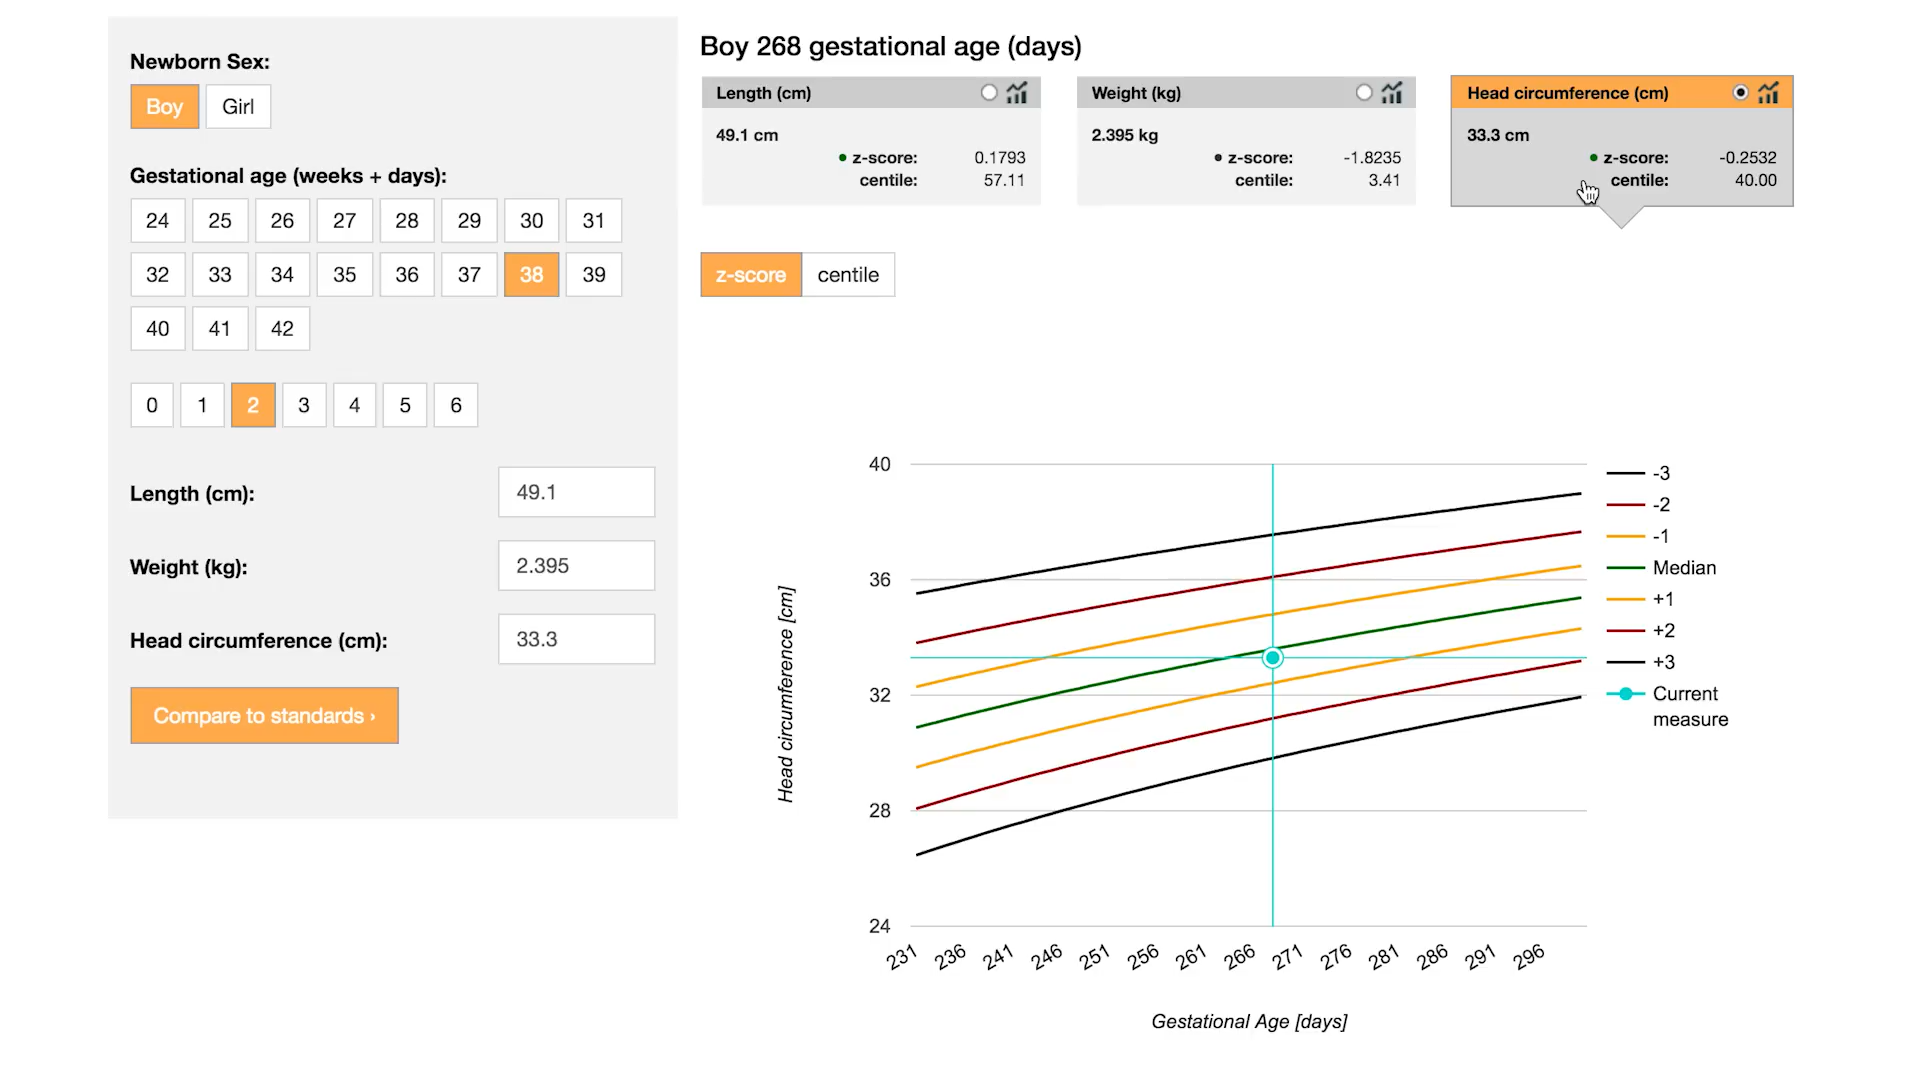 Newborn Sex:
Boy Girl
Gestational age (weeks + days):
24 25 26 27 28 29 30 31
32 33 34 35 36 37 38 39
40 41 42
0 1 2 3 4 5 6
Length (cm): 49.1
Weight (kg): 2.395
Head circumference (cm): 33.3
Compare to standards ›
Boy 268 gestational age (days)
Length (cm)
49.1 cm
z-score: 0.1793
centile: 57.11
Weight (kg)
2.395 kg
z-score: -1.8235
centile: 3.41
Head circumference (cm)
33.3 cm
z-score: -0.2532
centile: 40.00
z-score centile
Head circumference [cm]
40
36
32
28
24
231 236 241 246 251 256 261 266 271 276 281 286 291 296
Gestational Age [days]
-3
-2
-1
Median
+1
+2
+3
Current
measure